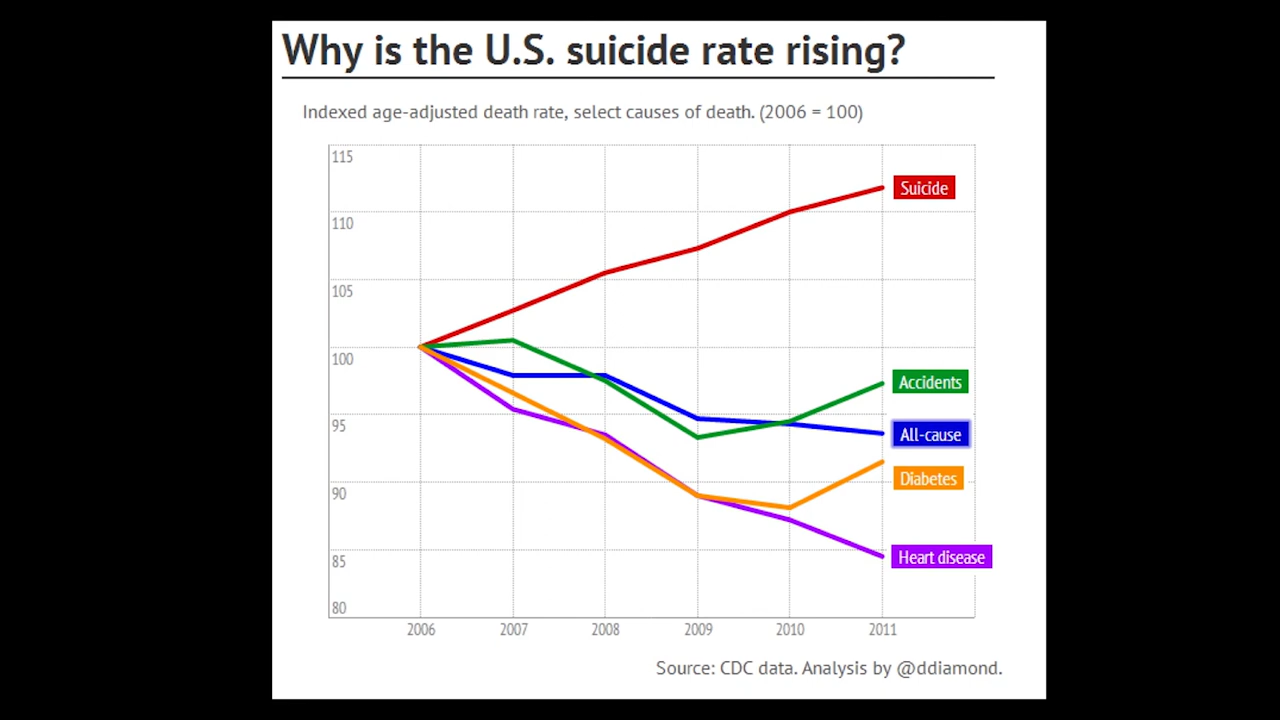 Why is the U.S. suicide rate rising?
Indexed age-adjusted death rate, select causes of death. (2006 = 100)
115
Suicide
110
105
100
Accidents
95
All-cause
Diabetes
90
Heart disease
85
80
2006 2007 2008 2009 2010 2011
Source: CDC data. Analysis by @ddiamond.